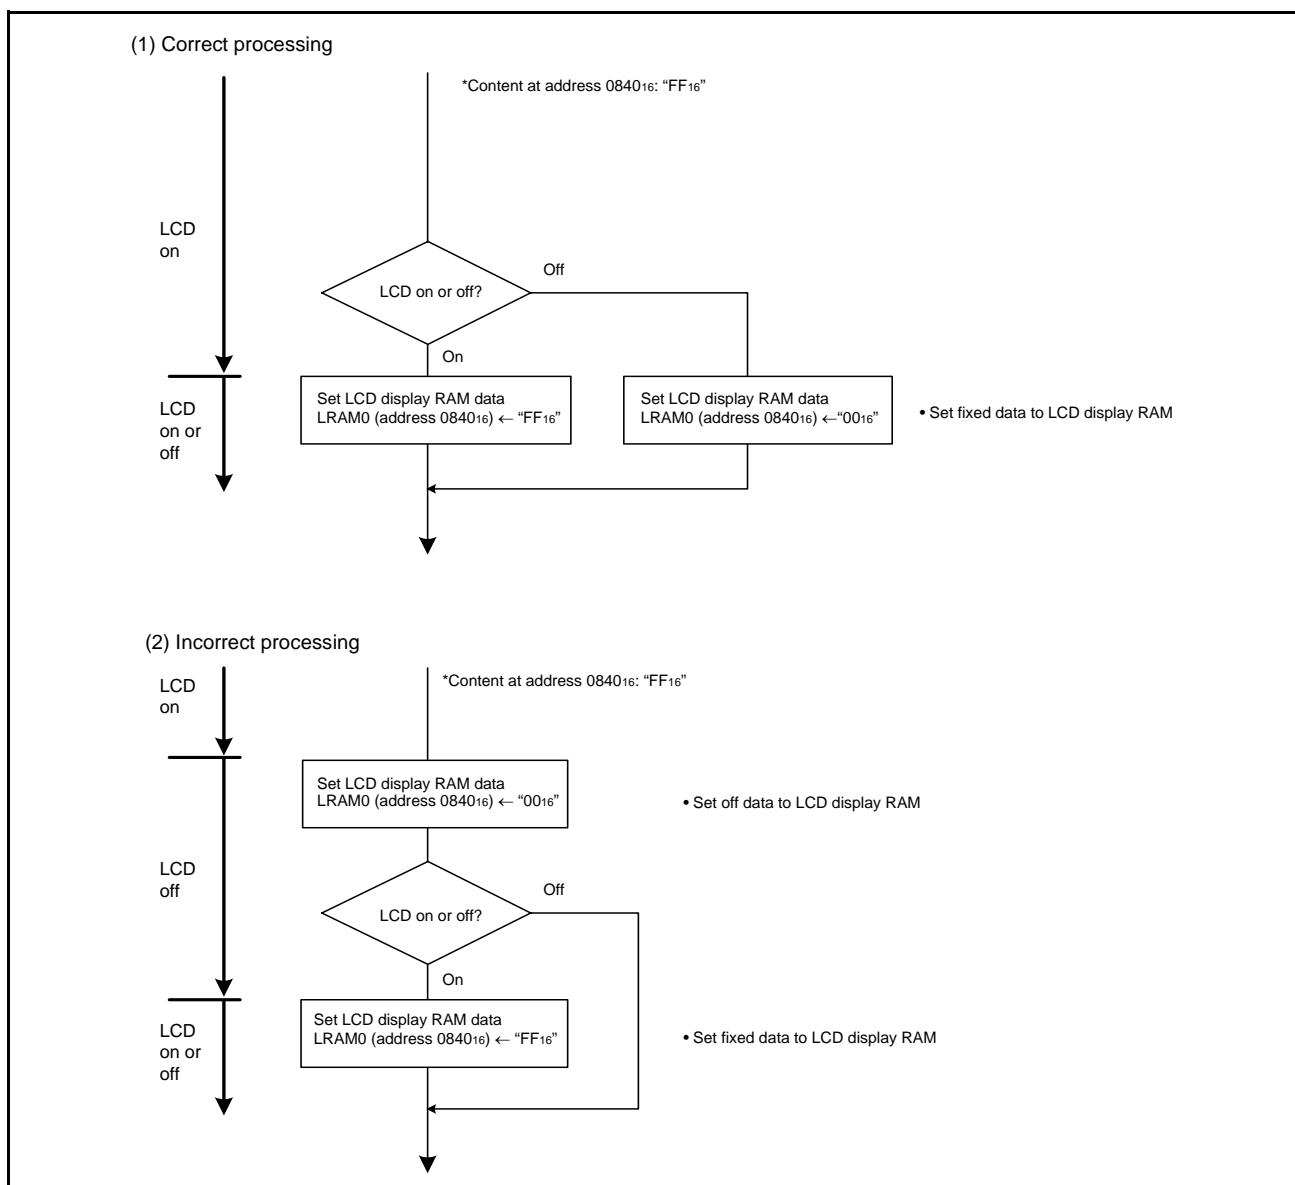 (1) Correct processing
*Content at address 0840₁₆: “FF₁₆”
LCD
on
Off
LCD on or off?
On
Set LCD display RAM data
LRAM0 (address 0840₁₆) ← “FF₁₆”
Set LCD display RAM data
LRAM0 (address 0840₁₆) ←“00₁₆”
• Set fixed data to LCD display RAM
LCD
on or
off
(2) Incorrect processing
*Content at address 0840₁₆: “FF₁₆”
LCD
on
Set LCD display RAM data
LRAM0 (address 0840₁₆) ← “00₁₆”
• Set off data to LCD display RAM
LCD
off
Off
LCD on or off?
On
Set LCD display RAM data
LRAM0 (address 0840₁₆) ← “FF₁₆”
• Set fixed data to LCD display RAM
LCD
on or
off